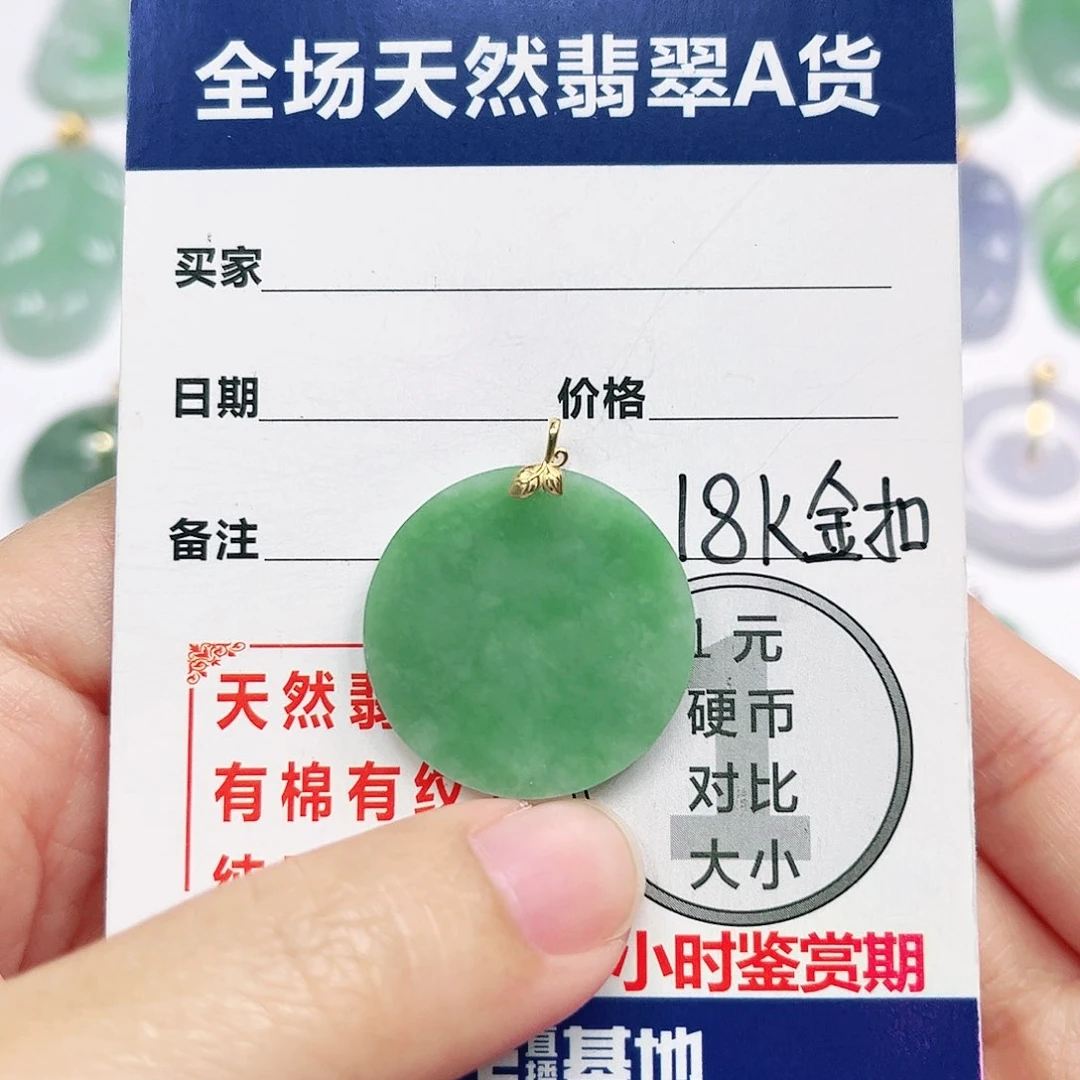 全场天然翡翠A货
买家
日期 价格
备注 18K金扣
天然翡
有棉有纹
1元
硬币
对比
大小
小时鉴赏期
直播基地